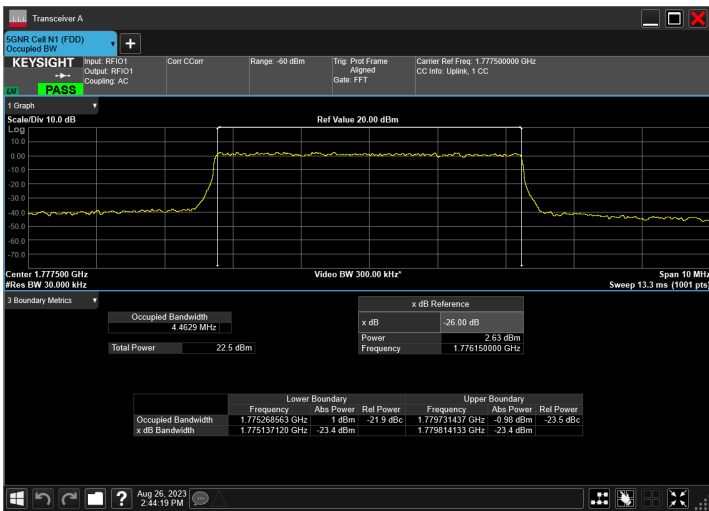 Transceiver A
5GNR Cell N1 (FDD)
Occupied BW
KEYSIGHT
LXI
PASS
Input: RFIO1
Output: RFIO1
Coupling: AC
Corr CCorr
Range: -60 dBm
Trig: Prot Frame
Aligned
Gate: FFT
Carrier Ref Freq: 1.777500000 GHz
CC Info: Uplink, 1 CC
1 Graph
Scale/Div 10.0 dB
Ref Value 20.00 dBm
Log
10.0
0.00
-10.0
-20.0
-30.0
-40.0
-50.0
-60.0
-70.0
Center 1.777500 GHz
Video BW 300.00 kHz*
Span 10 MHz
#Res BW 30.000 kHz
Sweep 13.3 ms (1001 pts)
3 Boundary Metrics
Occupied Bandwidth
4.4629 MHz
Total Power 22.5 dBm
x dB Reference
x dB -26.00 dB
Power 2.63 dBm
Frequency 1.776150000 GHz
Lower Boundary Upper Boundary
Frequency Abs Power Rel Power Frequency Abs Power Rel Power
Occupied Bandwidth 1.775268563 GHz 1 dBm -21.9 dBc 1.779731437 GHz -0.98 dBm -23.5 dBc
x dB Bandwidth 1.775137120 GHz -23.4 dBm 1.779814133 GHz -23.4 dBm
?
Aug 26, 2023
2:44:19 PM